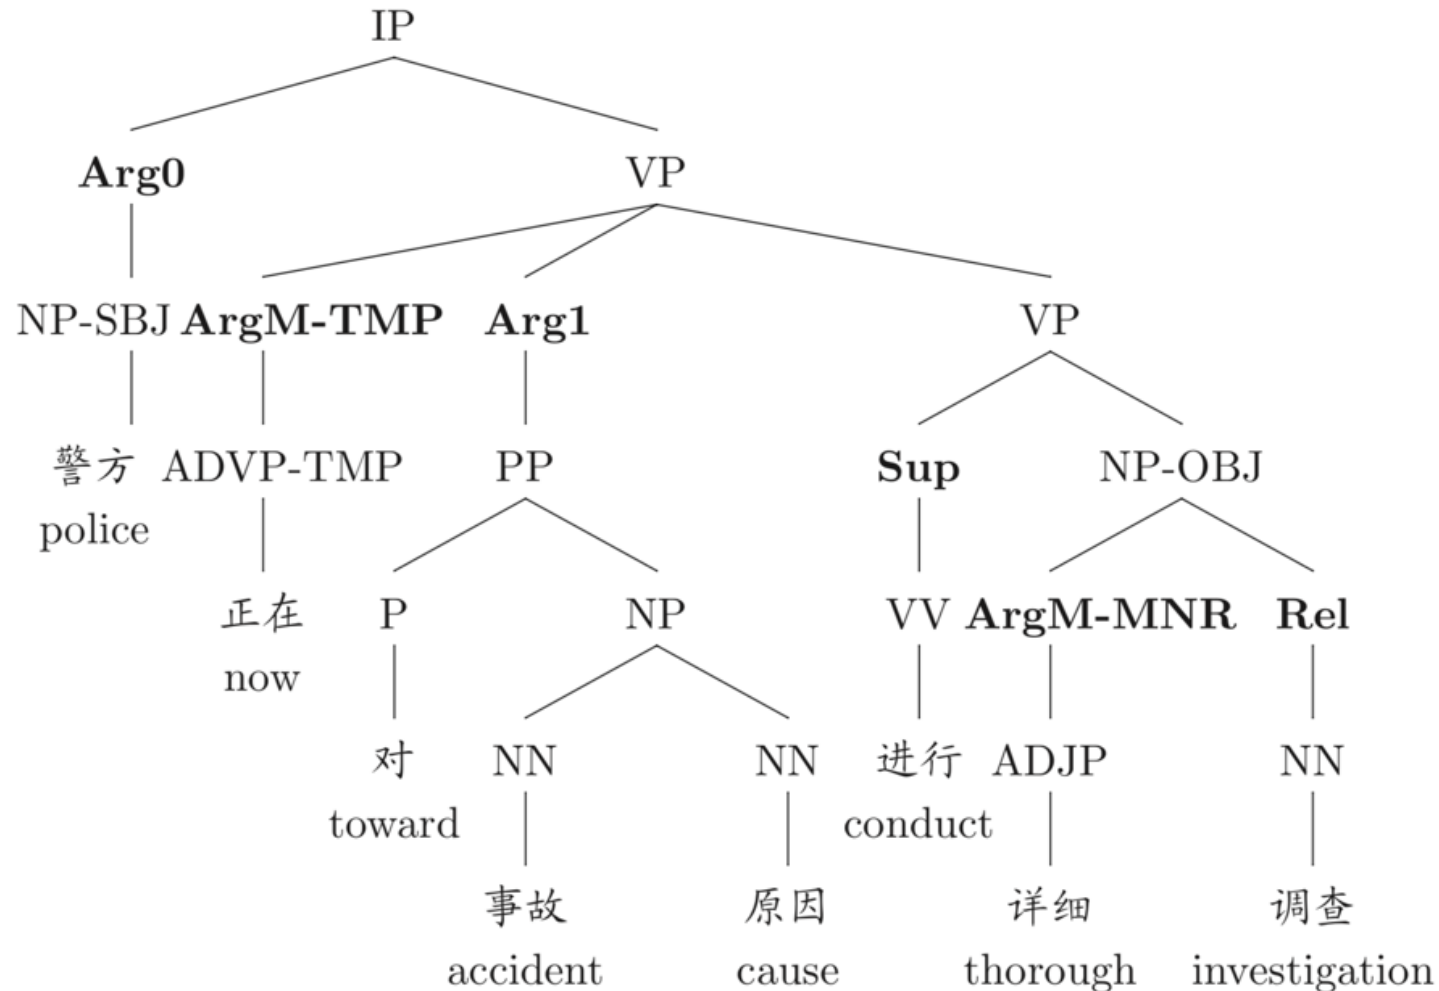 IP
Arg0 VP
NP-SBJ ArgM-TMP Arg1 VP
警方 ADVP-TMP PP Sup NP-OBJ
police
正在 P NP VV ArgM-MNR Rel
now
对 NN NN 进行 ADJP NN
toward conduct
事故 原因 详细 调查
accident cause thorough investigation